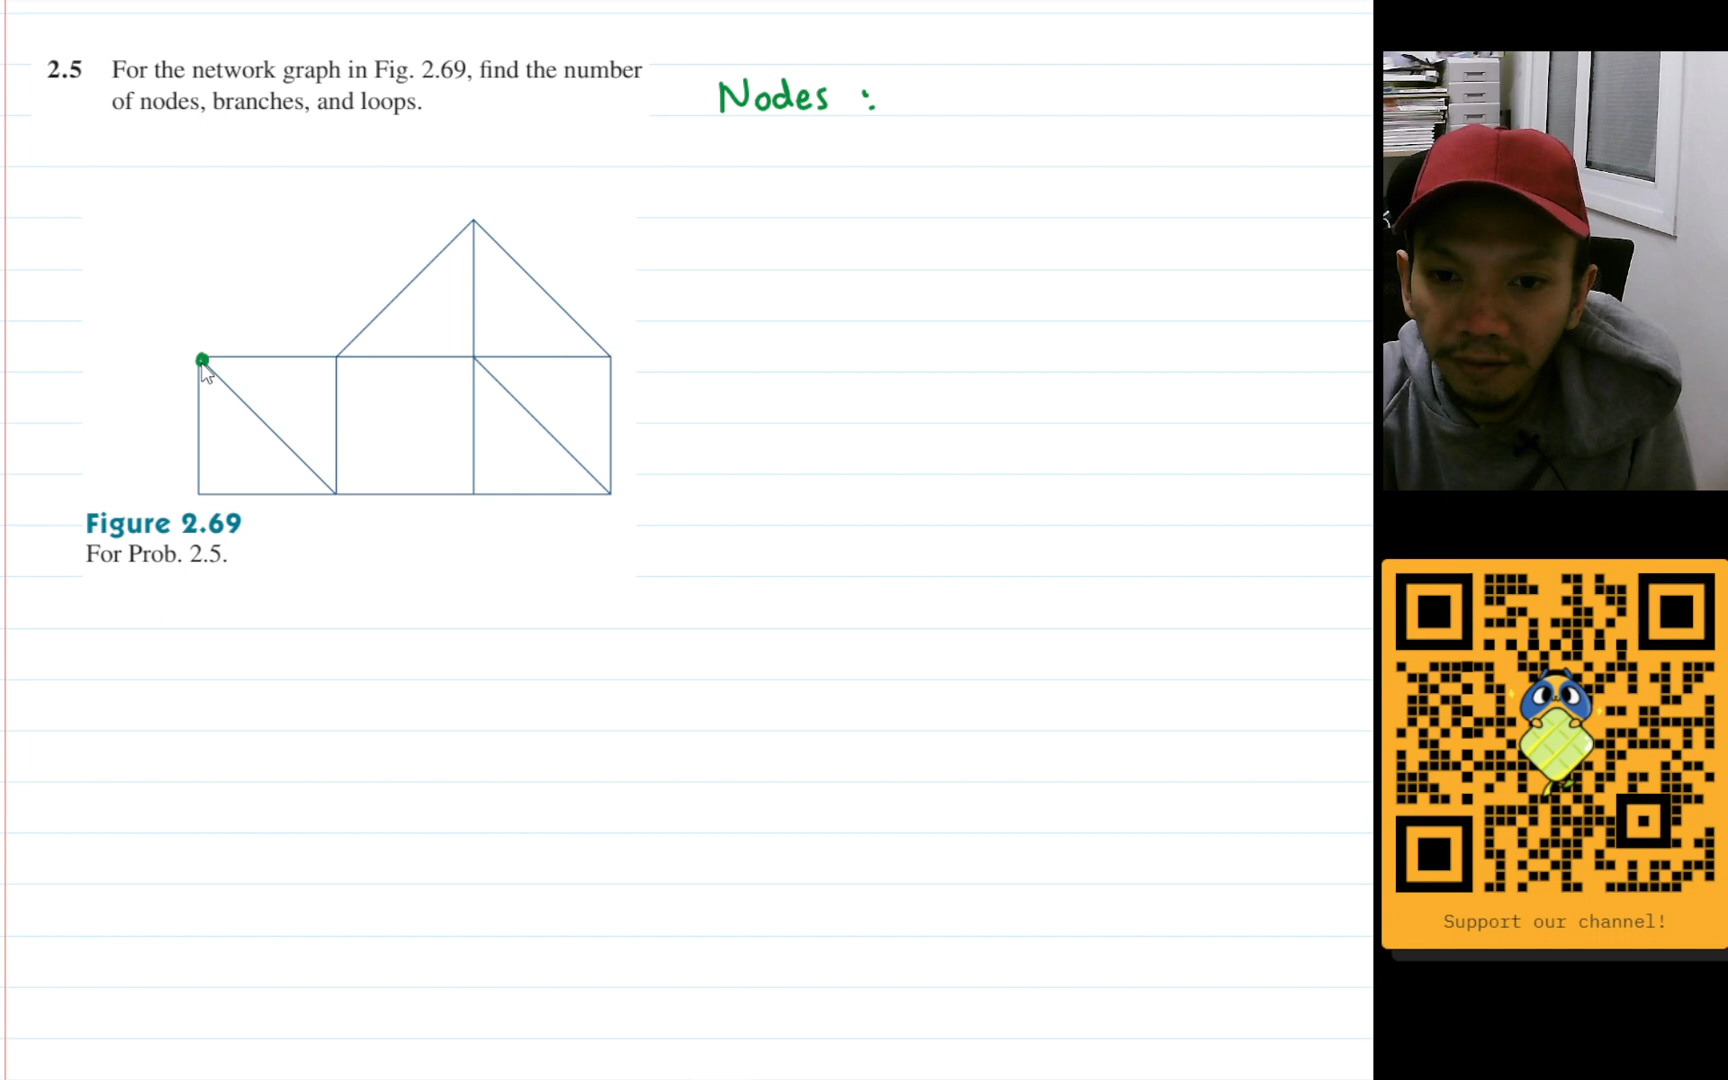 2.5 For the network graph in Fig. 2.69, find the number
of nodes, branches, and loops.
Nodes :
Figure 2.69
For Prob. 2.5.
Support our channel!